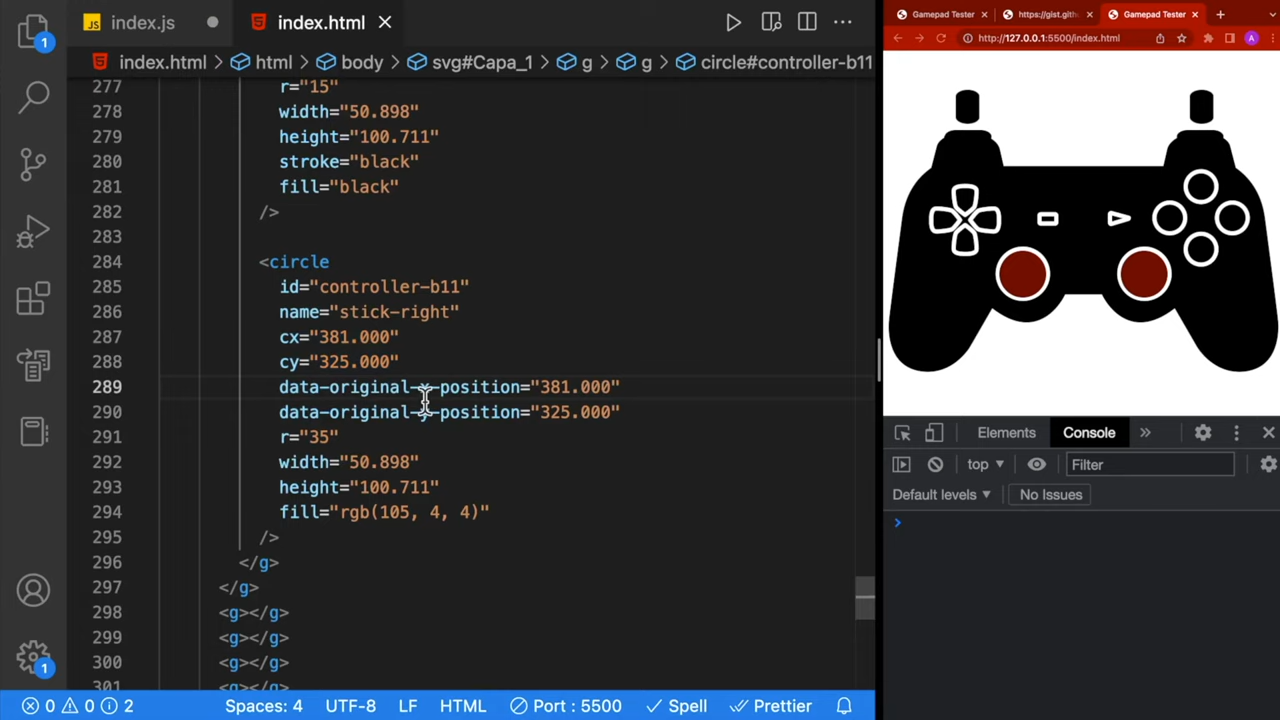 index.js
index.html
Gamepad Tester
https://gist.gith
Gamepad Tester
index.html > html > body > svg#Capa_1 > g > g > circle#controller-b11
http://127.0.0.1:5500/index.html
A
1
277 r="15"
278 width="50.898"
279 height="100.711"
280 stroke="black"
281 fill="black"
282 />
283
284 <circle
285 id="controller-b11"
286 name="stick-right"
287 cx="381.000"
288 cy="325.000"
289 data-original-x-position="381.000"
290 data-original-y-position="325.000"
291 r="35"
292 width="50.898"
293 height="100.711"
294 fill="rgb(105, 4, 4)"
295 />
296 </g>
297 </g>
298 <g></g>
299 <g></g>
300 <g></g>
301 <g></g>
Elements Console »
top Filter
Default levels No Issues
1
0 0 2 Spaces: 4 UTF-8 LF HTML Port : 5500 Spell Prettier